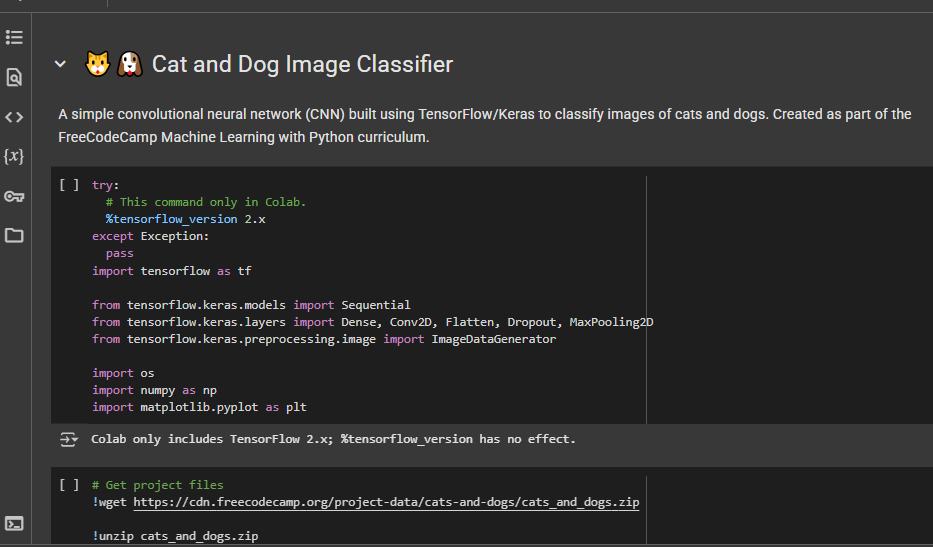 🐱 🐶 Cat and Dog Image Classifier
A simple convolutional neural network (CNN) built using TensorFlow/Keras to classify images of cats and dogs. Created as part of the
FreeCodeCamp Machine Learning with Python curriculum.
[ ] try:
  # This command only in Colab.
  %tensorflow_version 2.x
except Exception:
  pass
import tensorflow as tf
from tensorflow.keras.models import Sequential
from tensorflow.keras.layers import Dense, Conv2D, Flatten, Dropout, MaxPooling2D
from tensorflow.keras.preprocessing.image import ImageDataGenerator
import os
import numpy as np
import matplotlib.pyplot as plt
Colab only includes TensorFlow 2.x; %tensorflow_version has no effect.
[ ] # Get project files
!wget https://cdn.freecodecamp.org/project-data/cats-and-dogs/cats_and_dogs.zip
!unzip cats_and_dogs.zip
{x}